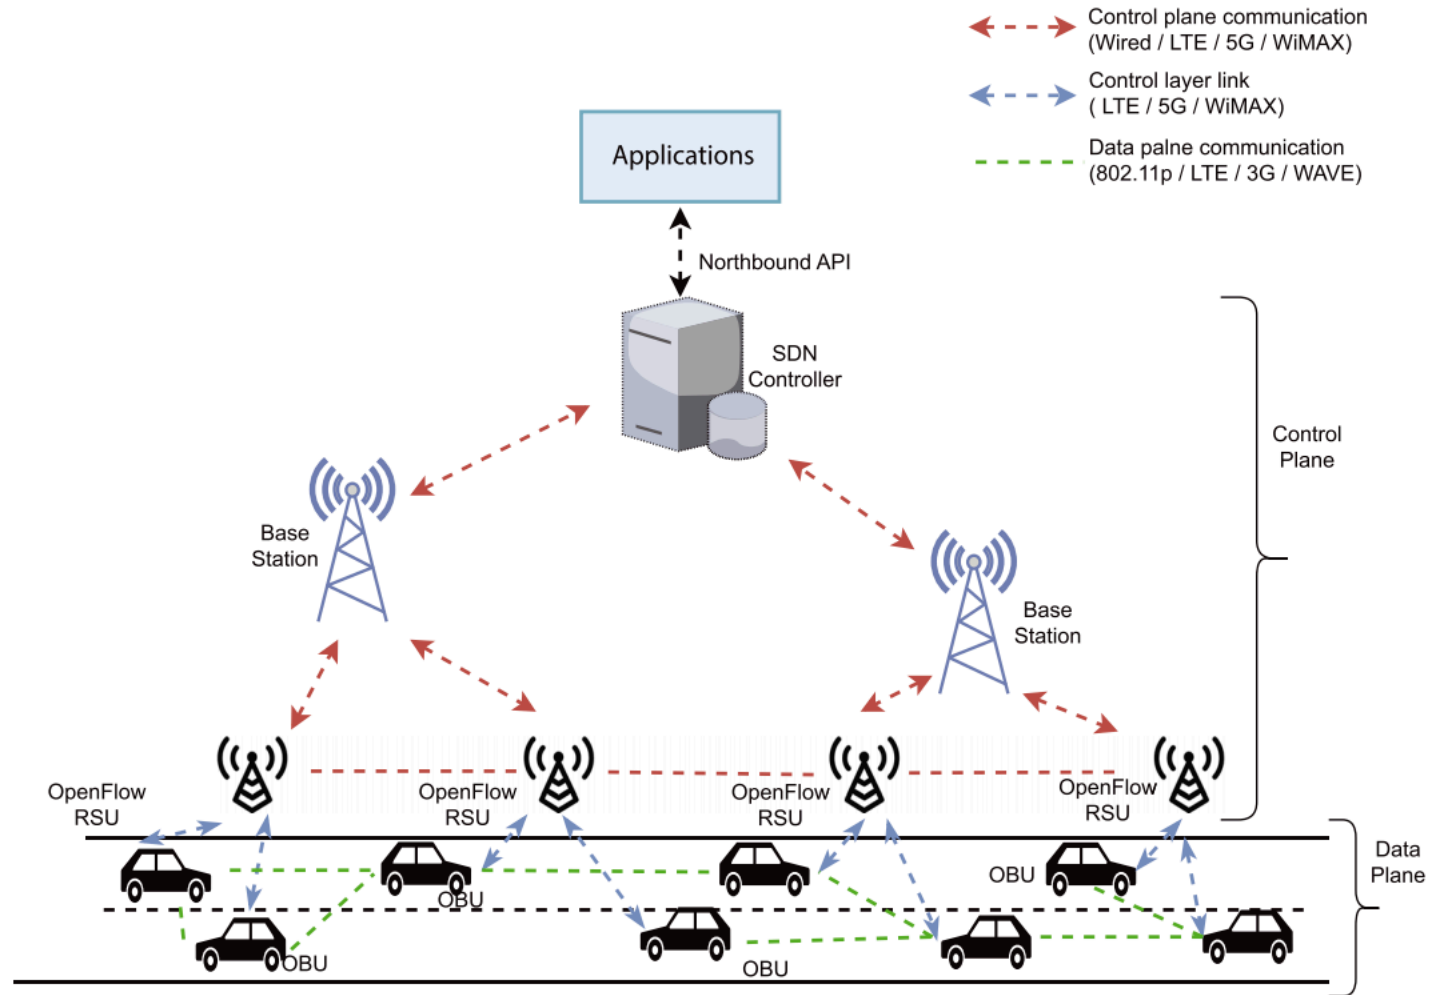 Control plane communication
(Wired / LTE / 5G / WiMAX)
Control layer link
( LTE / 5G / WiMAX)
Data palne communication
(802.11p / LTE / 3G / WAVE)
Applications
Northbound API
SDN
Controller
Control
Plane
Base
Station
Base
Station
OpenFlow
RSU
OpenFlow
RSU
OpenFlow
RSU
OpenFlow
RSU
Data
Plane
OBU
OBU
OBU
OBU